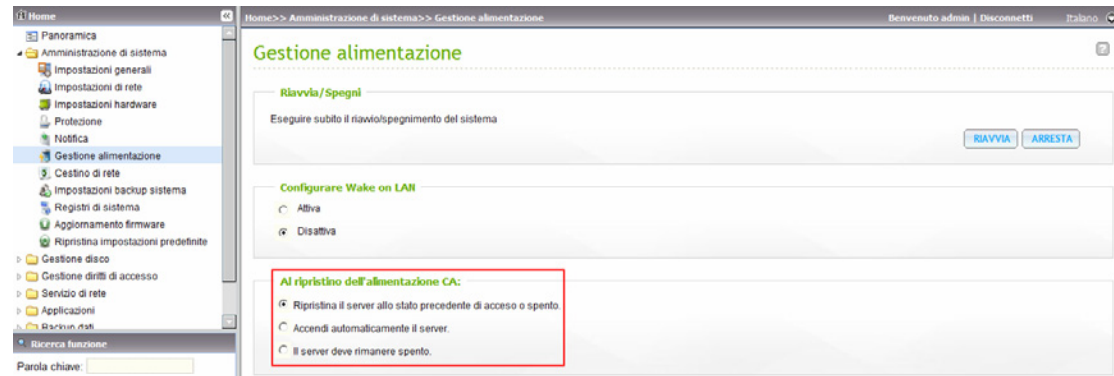 Home
Home>> Amministrazione di sistema>> Gestione alimentazione
Benvenuto admin | Disconnetti
Italiano
Panoramica
Amministrazione di sistema
Impostazioni generali
Impostazioni di rete
Impostazioni hardware
Protezione
Notifica
Gestione alimentazione
Cestino di rete
Impostazioni backup sistema
Registri di sistema
Aggiornamento firmware
Ripristina impostazioni predefinite
Gestione disco
Gestione diritti di accesso
Servizio di rete
Applicazioni
Backup dati
Ricerca funzione
Parola chiave:
Gestione alimentazione
Riavvia/Spegni
Eseguire subito il riavvio/spegnimento del sistema
RIAVVIA
ARRESTA
Configurare Wake on LAN
Attiva
Disattiva
Al ripristino dell'alimentazione CA:
Ripristina il server allo stato precedente di acceso o spento.
Accendi automaticamente il server.
Il server deve rimanere spento.